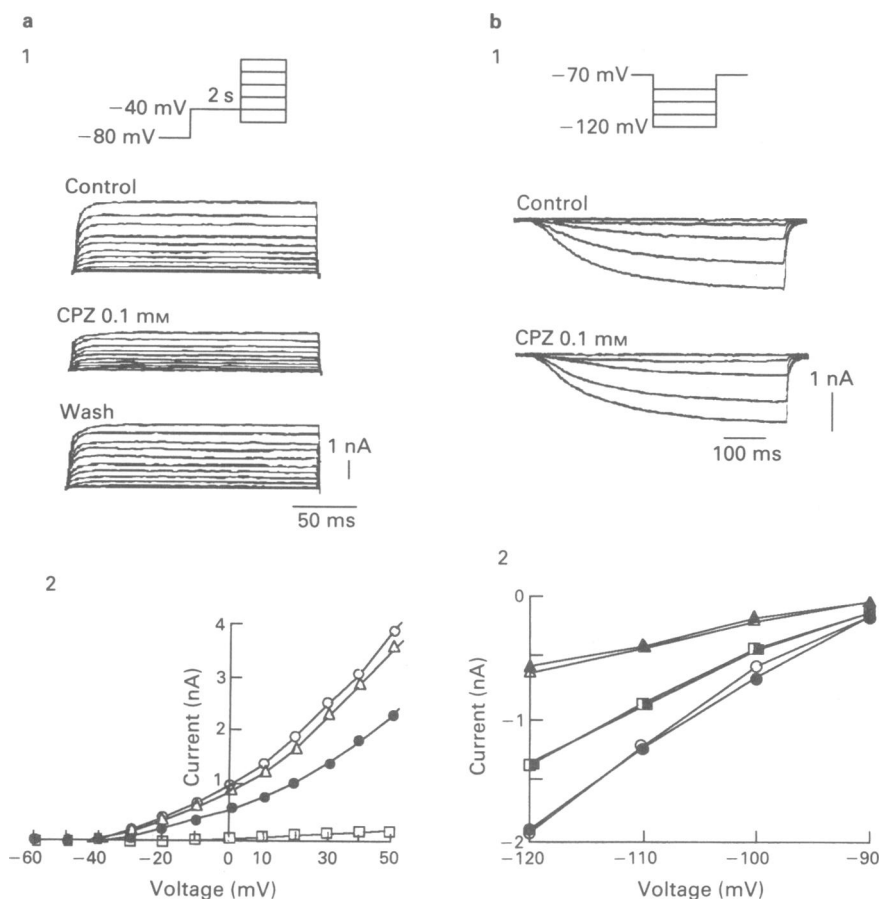 a
1
2 s
−40 mV
−80 mV
Control
CPZ 0.1 mM
Wash
1 nA
50 ms
2
4
3
2
1
Current (nA)
−60
−40
−20
0
10
30
50
Voltage (mV)
b
1
−70 mV
−120 mV
Control
CPZ 0.1 mM
1 nA
100 ms
2
0
−1
−2
Current (nA)
−120
−110
−100
−90
Voltage (mV)